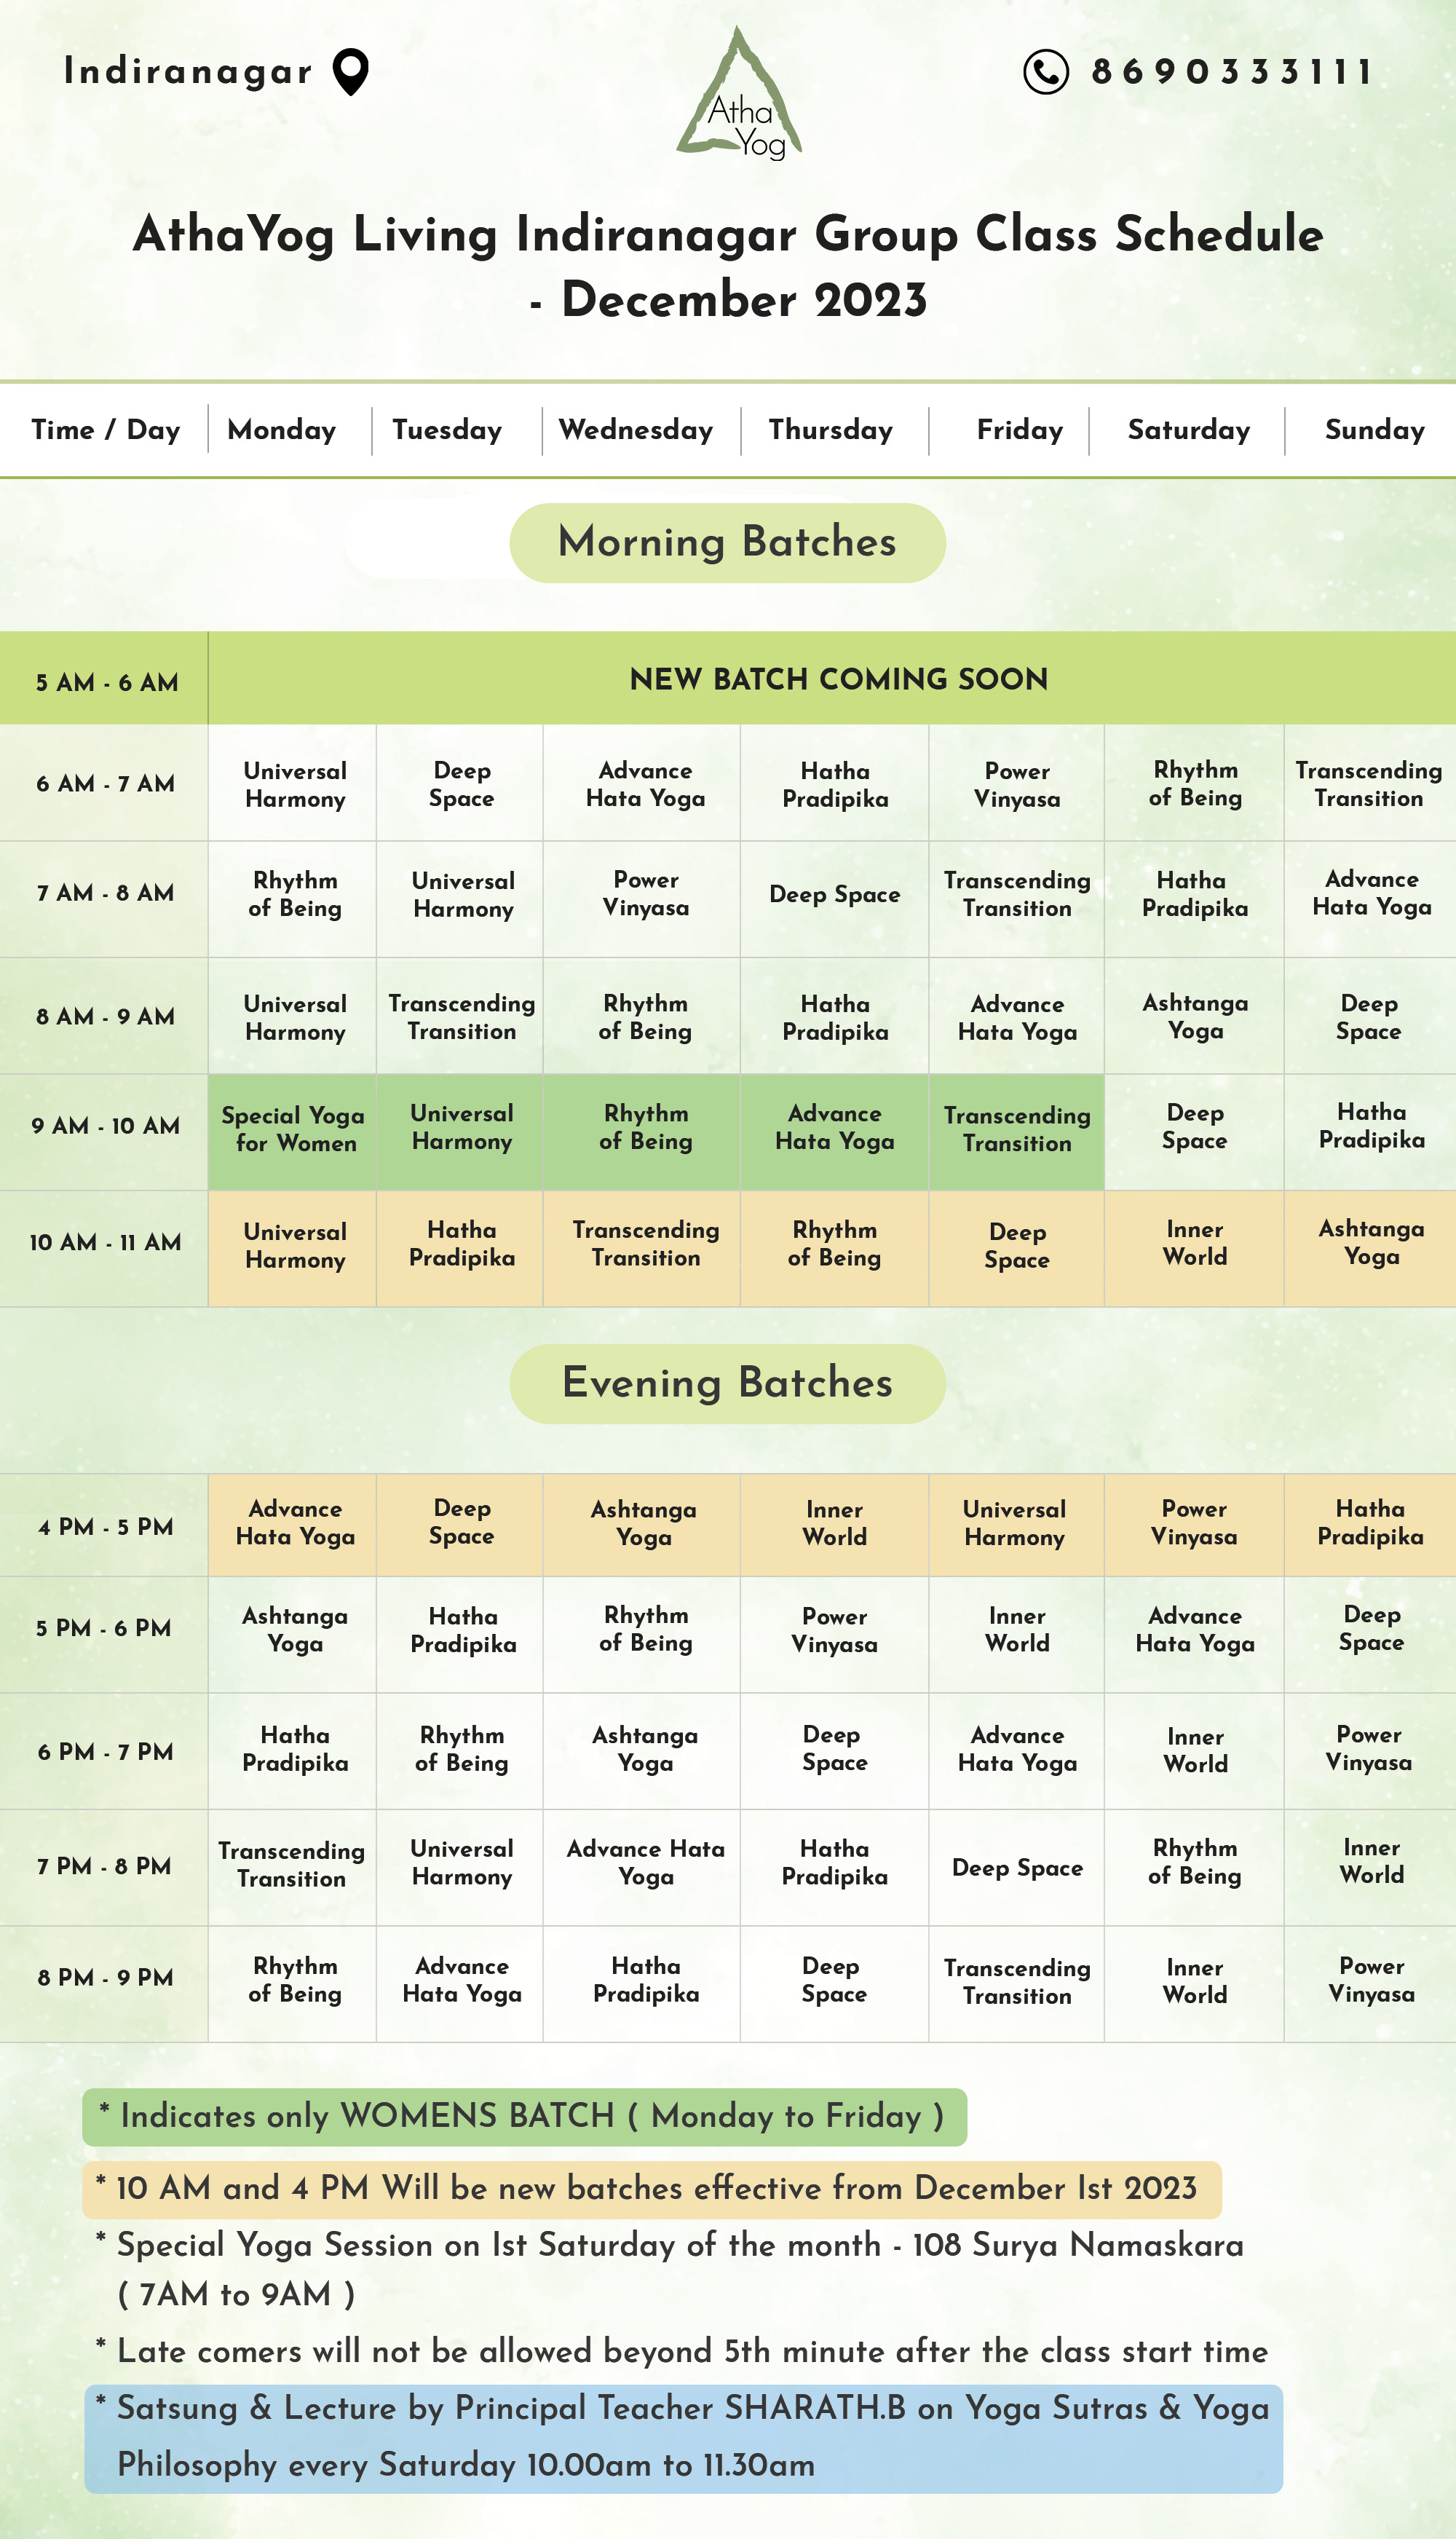 Indiranagar
Atha
Yog
8690333111
AthaYog Living Indiranagar Group Class Schedule
- December 2023
Time / Day Monday Tuesday Wednesday Thursday Friday Saturday Sunday
Morning Batches
5 AM - 6 AM NEW BATCH COMING SOON
6 AM - 7 AM
Universal
Harmony
Deep
Space
Advance
Hata Yoga
Hatha
Pradipika
Power
Vinyasa
Rhythm
of Being
Transcending
Transition
7 AM - 8 AM
Rhythm
of Being
Universal
Harmony
Power
Vinyasa
Deep Space
Transcending
Transition
Hatha
Pradipika
Advance
Hata Yoga
8 AM - 9 AM
Universal
Harmony
Transcending
Transition
Rhythm
of Being
Hatha
Pradipika
Advance
Hata Yoga
Ashtanga
Yoga
Deep
Space
9 AM - 10 AM
Special Yoga
for Women
Universal
Harmony
Rhythm
of Being
Advance
Hata Yoga
Transcending
Transition
Deep
Space
Hatha
Pradipika
10 AM - 11 AM
Universal
Harmony
Hatha
Pradipika
Transcending
Transition
Rhythm
of Being
Deep
Space
Inner
World
Ashtanga
Yoga
Evening Batches
4 PM - 5 PM
Advance
Hata Yoga
Deep
Space
Ashtanga
Yoga
Inner
World
Universal
Harmony
Power
Vinyasa
Hatha
Pradipika
5 PM - 6 PM
Ashtanga
Yoga
Hatha
Pradipika
Rhythm
of Being
Power
Vinyasa
Inner
World
Advance
Hata Yoga
Deep
Space
6 PM - 7 PM
Hatha
Pradipika
Rhythm
of Being
Ashtanga
Yoga
Deep
Space
Advance
Hata Yoga
Inner
World
Power
Vinyasa
7 PM - 8 PM
Transcending
Transition
Universal
Harmony
Advance Hata
Yoga
Hatha
Pradipika
Deep Space
Rhythm
of Being
Inner
World
8 PM - 9 PM
Rhythm
of Being
Advance
Hata Yoga
Hatha
Pradipika
Deep
Space
Transcending
Transition
Inner
World
Power
Vinyasa
* Indicates only WOMENS BATCH ( Monday to Friday )
* 10 AM and 4 PM Will be new batches effective from December Ist 2023
* Special Yoga Session on Ist Saturday of the month - 108 Surya Namaskara
( 7AM to 9AM )
* Late comers will not be allowed beyond 5th minute after the class start time
* Satsung & Lecture by Principal Teacher SHARATH.B on Yoga Sutras & Yoga
Philosophy every Saturday 10.00am to 11.30am